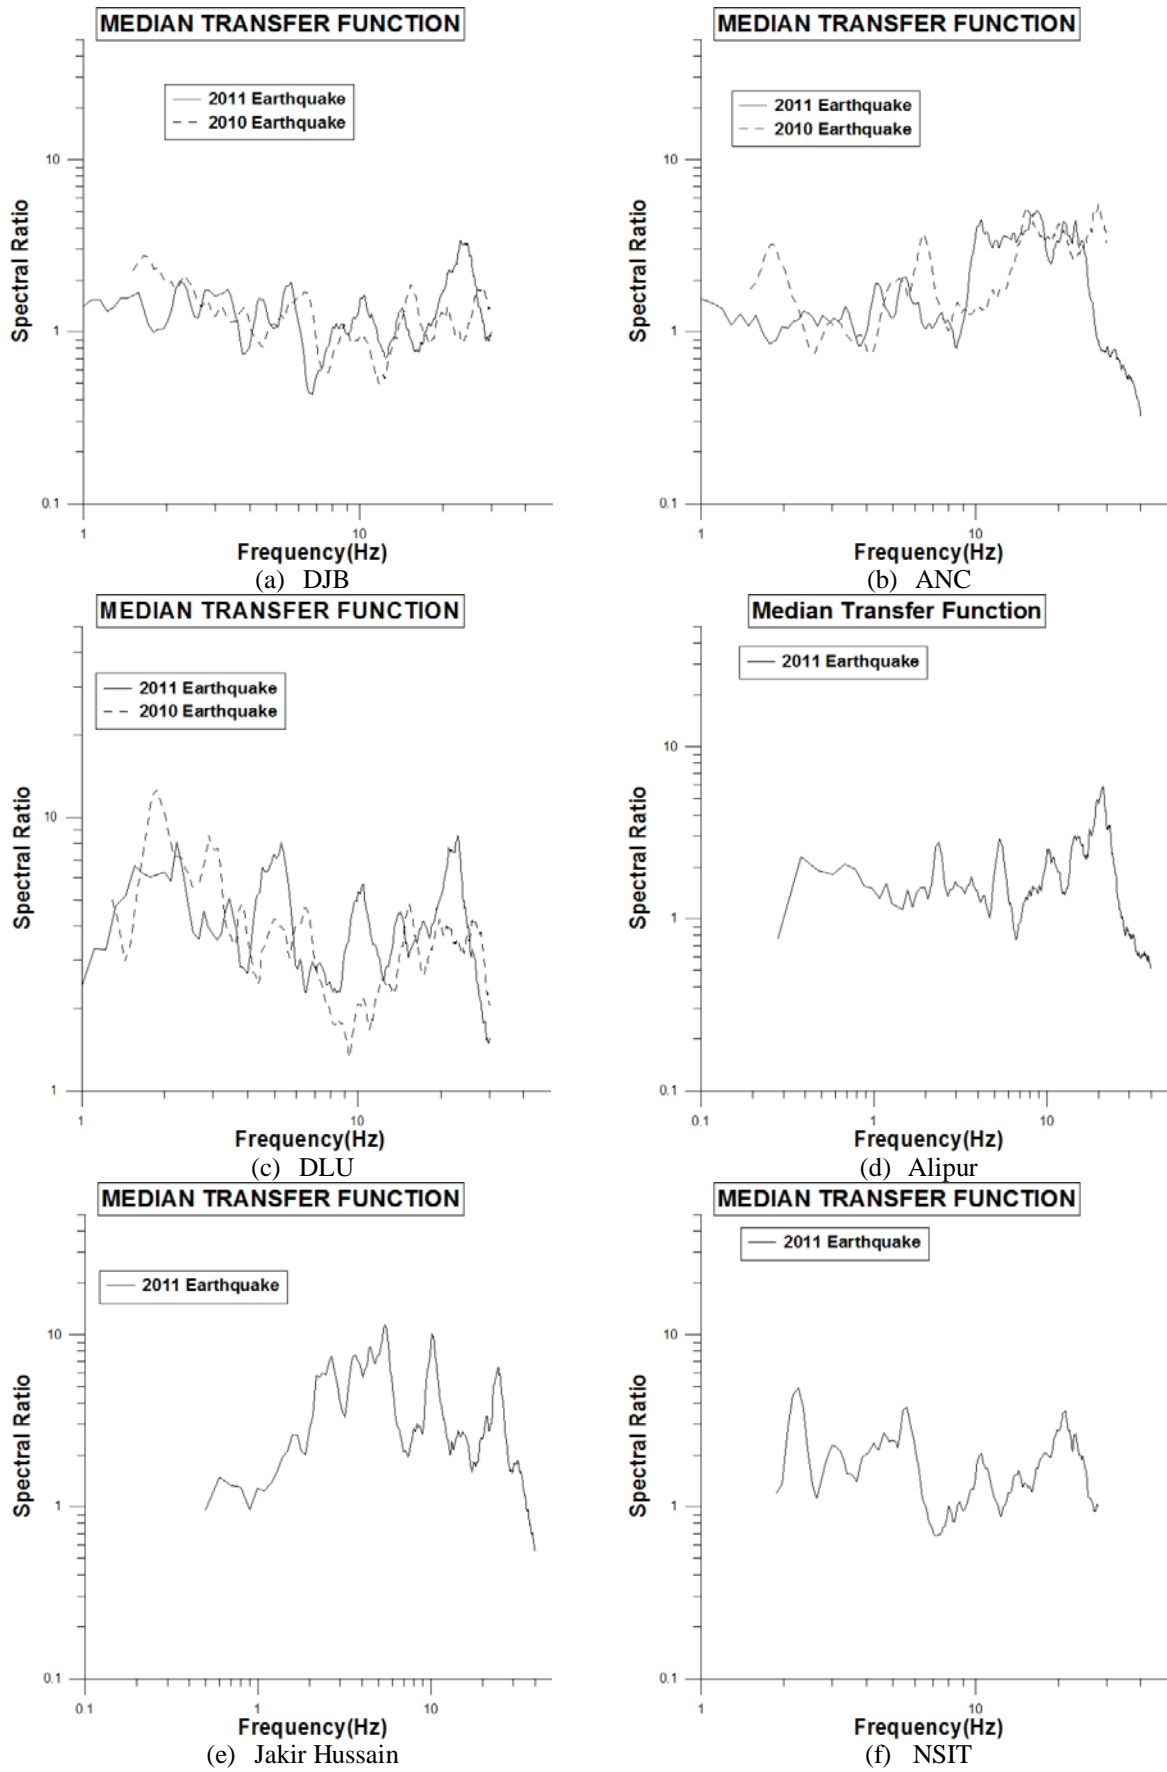 MEDIAN TRANSFER FUNCTION
2011 Earthquake
2010 Earthquake
Spectral Ratio
10
1
0.1
1
10
Frequency(Hz)
(a) DJB
MEDIAN TRANSFER FUNCTION
2011 Earthquake
2010 Earthquake
Spectral Ratio
10
1
0.1
1
10
Frequency(Hz)
(b) ANC
MEDIAN TRANSFER FUNCTION
2011 Earthquake
2010 Earthquake
Spectral Ratio
10
1
1
10
Frequency(Hz)
(c) DLU
Median Transfer Function
2011 Earthquake
Spectral Ratio
10
1
0.1
0.1
1
10
Frequency(Hz)
(d) Alipur
MEDIAN TRANSFER FUNCTION
2011 Earthquake
Spectral Ratio
10
1
0.1
0.1
1
10
Frequency(Hz)
(e) Jakir Hussain
MEDIAN TRANSFER FUNCTION
2011 Earthquake
Spectral Ratio
10
1
0.1
1
10
Frequency(Hz)
(f) NSIT